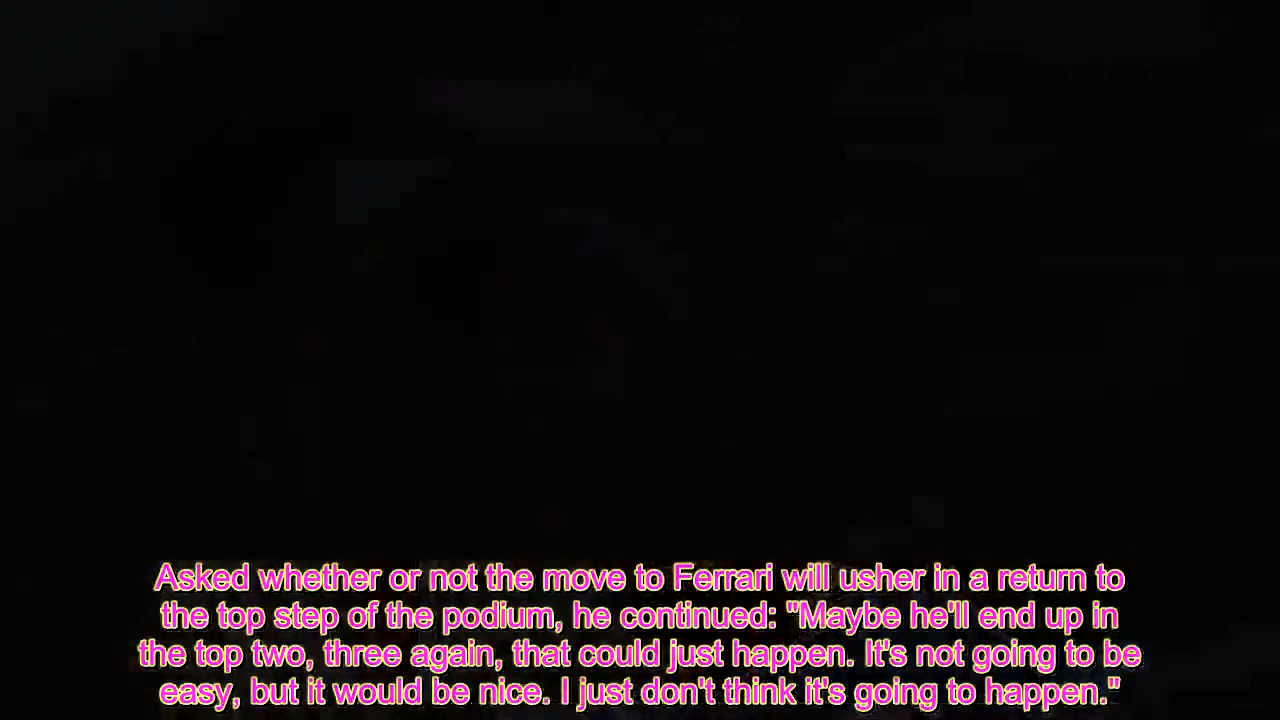 Asked whether or not the move to Ferrari will usher in a return to
the top step of the podium, he continued: "Maybe he'll end up in
the top two, three again, that could just happen. It's not going to be
easy, but it would be nice. I just don't think it's going to happen."